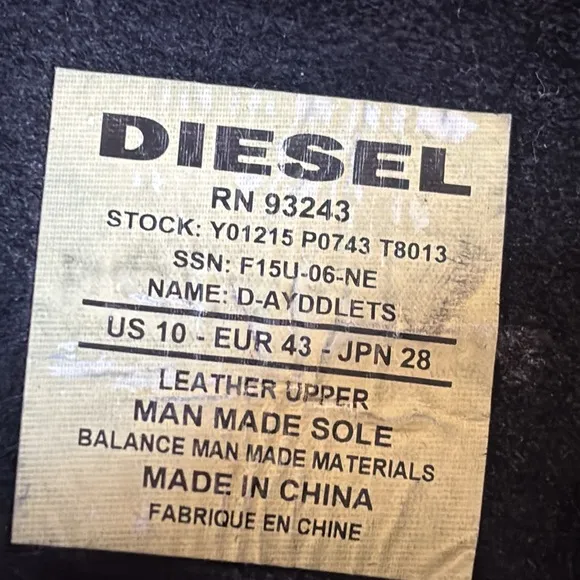 DIESEL
RN 93243
STOCK: Y01215 P0743 T8013
SSN: F15U-06-NE
NAME: D-AYDDLETS
US 10 - EUR 43 - JPN 28
LEATHER UPPER
MAN MADE SOLE
BALANCE MAN MADE MATERIALS
MADE IN CHINA
FABRIQUE EN CHINE